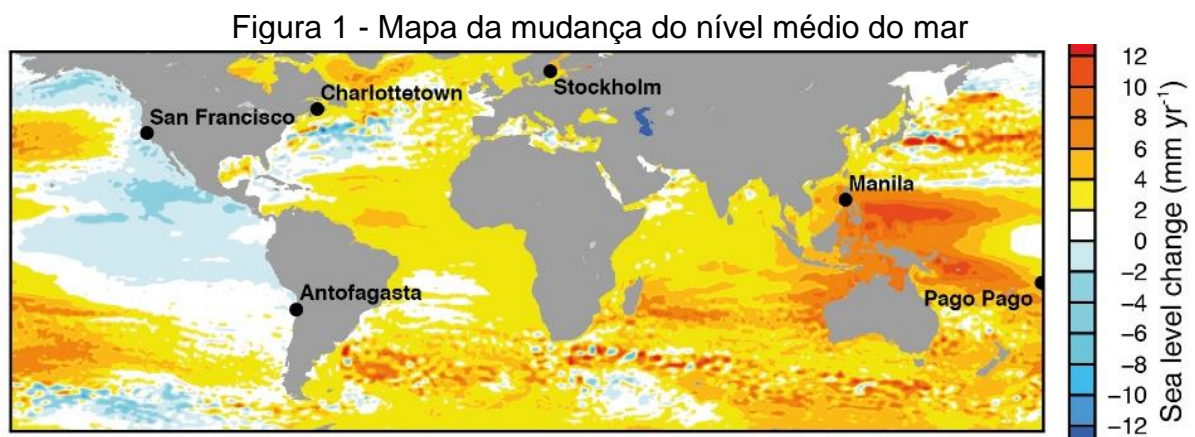 Figura 1 - Mapa da mudança do nível médio do mar
San Francisco
Charlottetown
Stockholm
Manila
Antofagasta
Pago Pago
12
10
8
6
4
2
0
−2
−4
−6
−8
−10
−12
Sea level change (mm yr⁻¹)